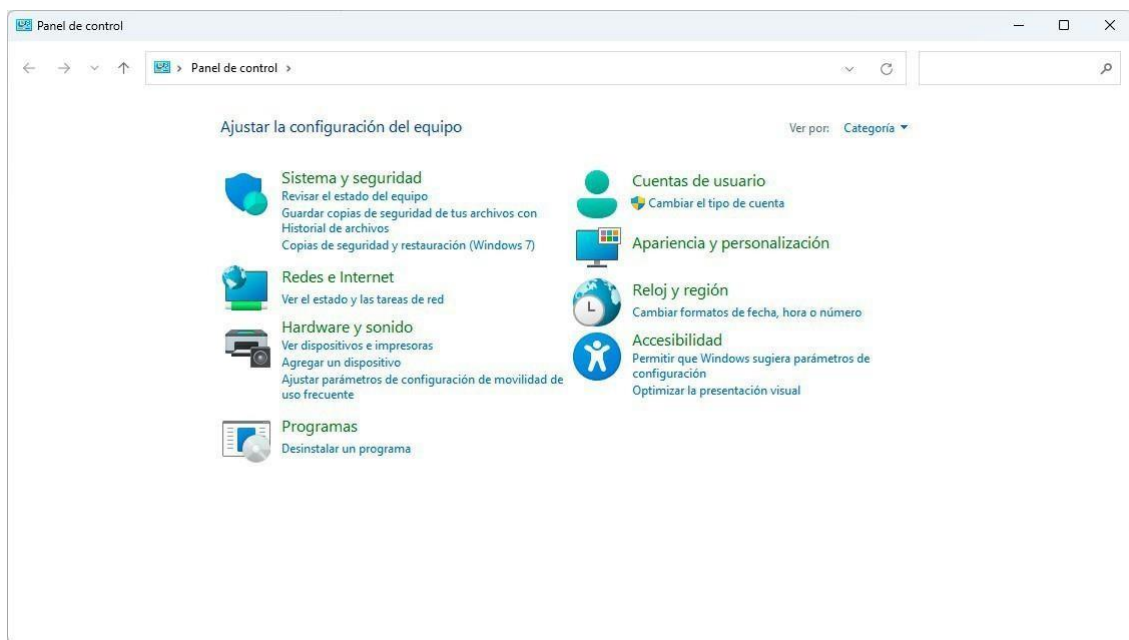 Panel de control
Panel de control
Ajustar la configuración del equipo
Ver por: Categoría
Sistema y seguridad
Revisar el estado del equipo
Guardar copias de seguridad de tus archivos con
Historial de archivos
Copias de seguridad y restauración (Windows 7)
Redes e Internet
Ver el estado y las tareas de red
Hardware y sonido
Ver dispositivos e impresoras
Agregar un dispositivo
Ajustar parámetros de configuración de movilidad de
uso frecuente
Programas
Desinstalar un programa
Cuentas de usuario
Cambiar el tipo de cuenta
Apariencia y personalización
Reloj y región
Cambiar formatos de fecha, hora o número
Accesibilidad
Permitir que Windows sugiera parámetros de
configuración
Optimizar la presentación visual